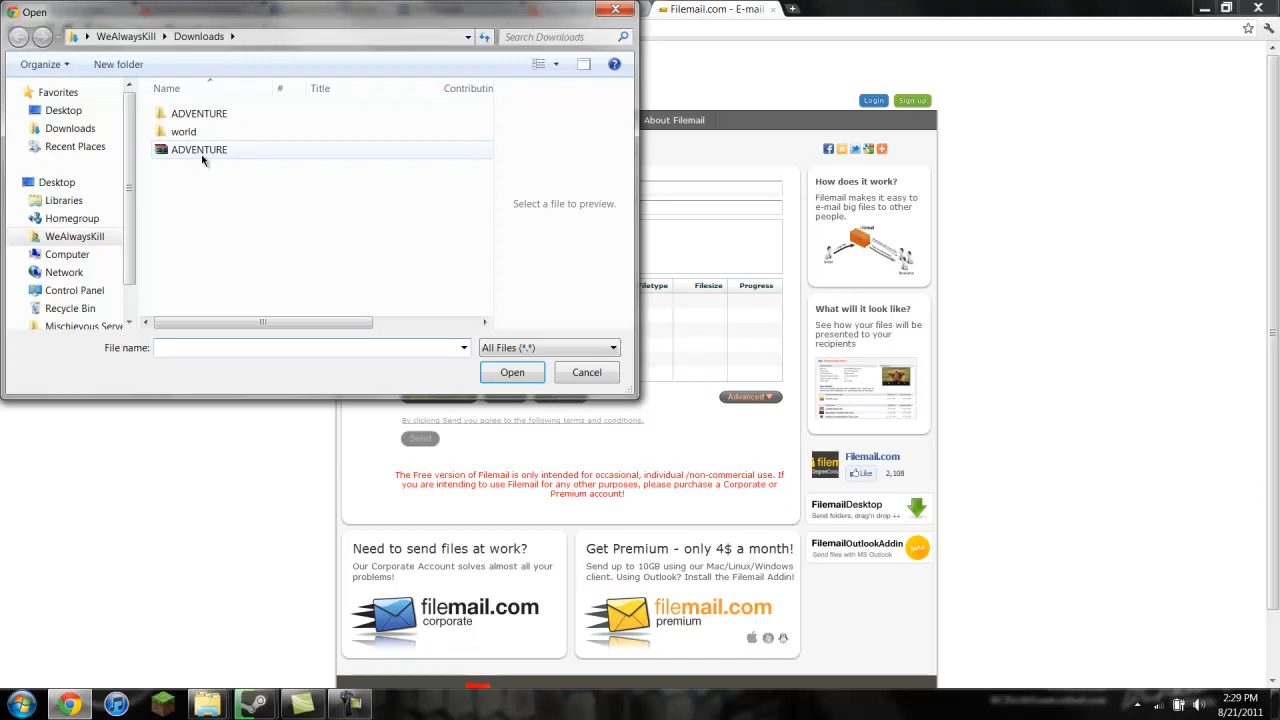 Open
Filemail.com - E-mail
WeAlwaysKill
Downloads
Search Downloads
Organize
New folder
Name
#
Title
Contributin
Favorites
Desktop
Downloads
Recent Places
Desktop
Libraries
Homegroup
WeAlwaysKill
Computer
Network
Control Panel
Recycle Bin
Mischievous Serv
ADVENTURE
world
ADVENTURE
Select a file to preview.
File name:
All Files (*.*)
Open
Cancel
Login
Sign up
About Filemail
Filetype
Filesize
Progress
Advanced
By clicking Send you agree to the following terms and conditions.
Send
The Free version of Filemail is only intended for occasional, individual /non-commercial use. If
you are intending to use Filemail for any other purposes, please purchase a Corporate or
Premium account!
How does it work?
Filemail makes it easy to
e-mail big files to other
people.
What will it look like?
See how your files will be
presented to your
recipients
Filemail.com
Like
2,108
FilemailDesktop
Send folders, drag'n drop ↔
FilemailOutlookAddin
Send files with MS Outlook
Beta
Need to send files at work?
Our Corporate Account solves almost all your
problems!
filemail.com
corporate
Get Premium - only 4$ a month!
Send up to 10GB using our Mac/Linux/Windows
client. Using Outlook? Install the Filemail Addin!
filemail.com
premium
2:29 PM
8/21/2011